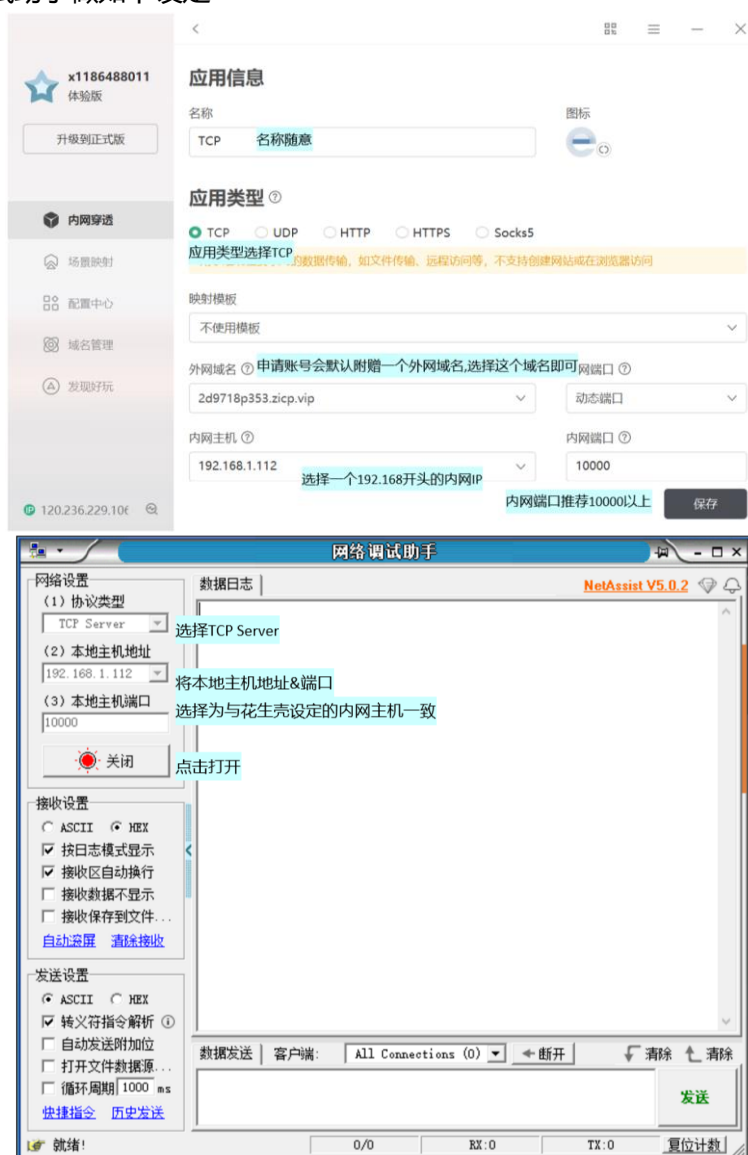 x1186488011
体验版
升级到正式版
内网穿透
场景映射
配置中心
域名管理
发现好玩
120.236.229.10
应用信息
名称
图标
TCP
名称随意
应用类型
TCP UDP HTTP HTTPS Socks5
应用类型选择TCP
的数据传输，如文件传输、远程访问等，不支持创建网站或在浏览器访问
映射模板
不使用模板
外网域名 申请账号会默认附赠一个外网域名,选择这个域名即可 网端口
2d9718p353.zicp.vip
动态端口
内网主机
内网端口
192.168.1.112
10000
选择一个192.168开头的内网IP
内网端口推荐10000以上
保存
网络调试助手
网络设置
(1) 协议类型
TCP Server
选择TCP Server
(2) 本地主机地址
192.168.1.112
将本地主机地址&端口
(3) 本地主机端口
选择为与花生壳设定的内网主机一致
10000
关闭
点击打开
接收设置
ASCII HEX
按日志模式显示
接收区自动换行
接收数据不显示
接收保存到文件...
自动滚屏 清除接收
发送设置
ASCII HEX
转义符指令解析
自动发送附加位
打开文件数据源...
循环周期 1000 ms
快捷指令 历史发送
数据日志
NetAssist V5.0.2
数据发送 客户端: All Connections (0) 断开 清除 清除
发送
就绪!
0/0 RX:0 TX:0 复位计数